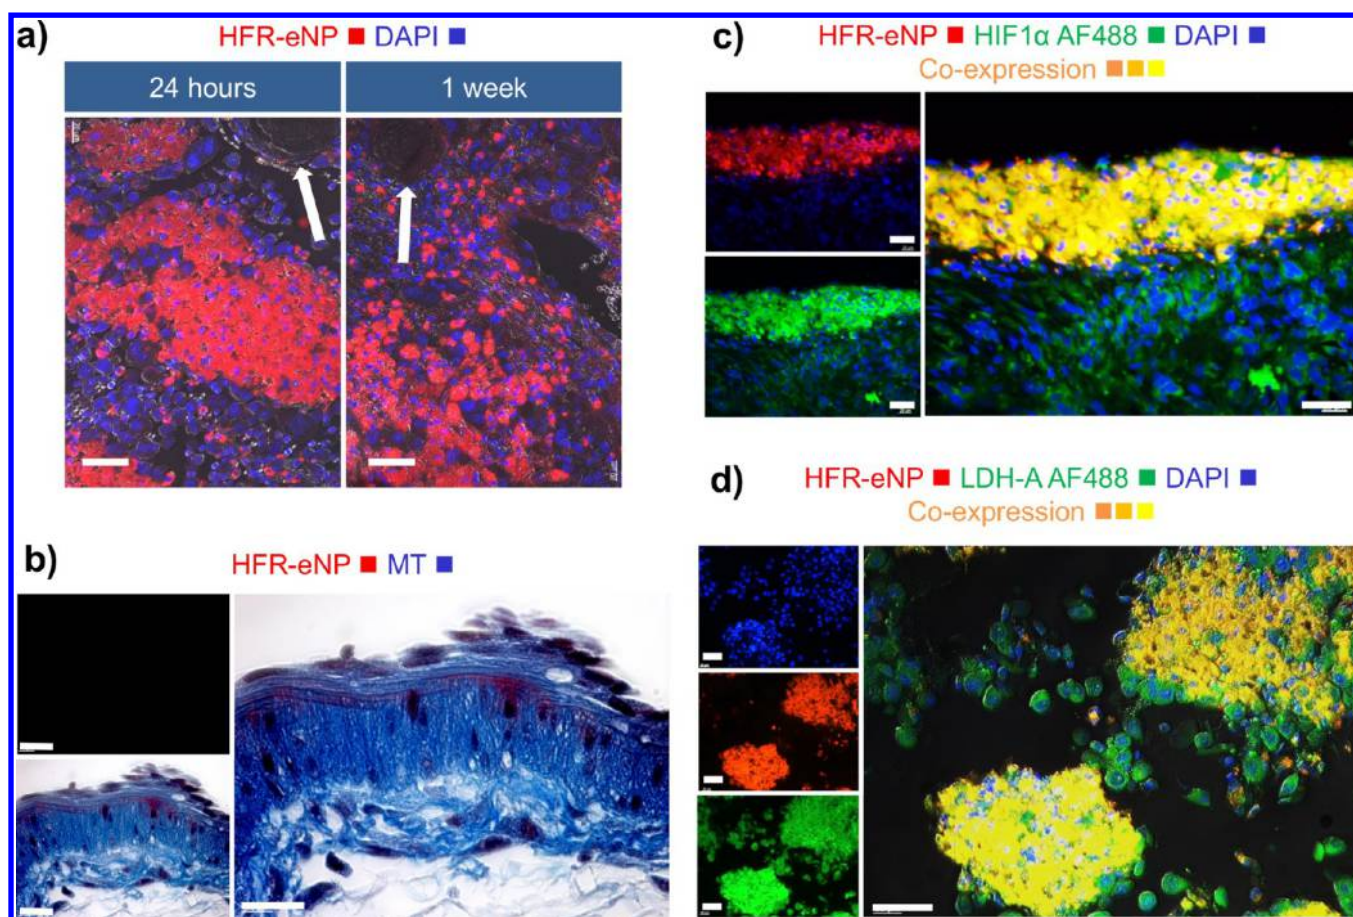 a)
HFR-eNP DAPI
24 hours
1 week
b)
HFR-eNP MT
c)
HFR-eNP HIF1α AF488 DAPI
Co-expression
d)
HFR-eNP LDH-A AF488 DAPI
Co-expression